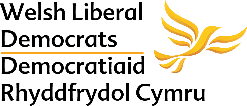 Welsh Liberal
Democrats
Democratiaid
Rhyddfrydol Cymru